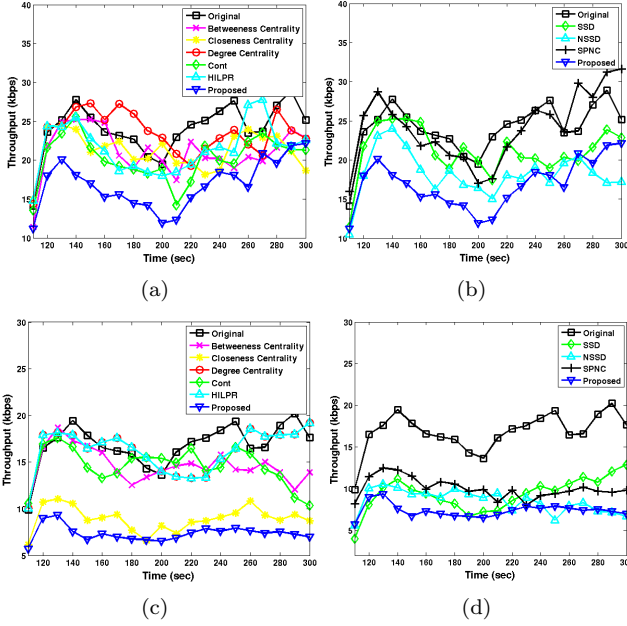 Original
Betweeness Centrality
Closeness Centrality
Degree Centrality
Cont
HILPR
Proposed
Throughput (kbps)
40
35
30
25
20
15
10
120 140 160 180 200 220 240 260 280 300
Time (sec)
(a)
Original
SSD
NSSD
SPNC
Proposed
Throughput (kbps)
40
35
30
25
20
15
10
120 140 160 180 200 220 240 260 280 300
Time (sec)
(b)
Original
Betweeness Centrality
Closeness Centrality
Degree Centrality
Cont
HILPR
Proposed
Throughput (kbps)
30
25
20
15
10
5
120 140 160 180 200 220 240 260 280 300
Time (sec)
(c)
Original
SSD
NSSD
SPNC
Proposed
Throughput (kbps)
30
20
15
10
5
120 140 160 180 200 220 240 260 280 300
Time (sec)
(d)